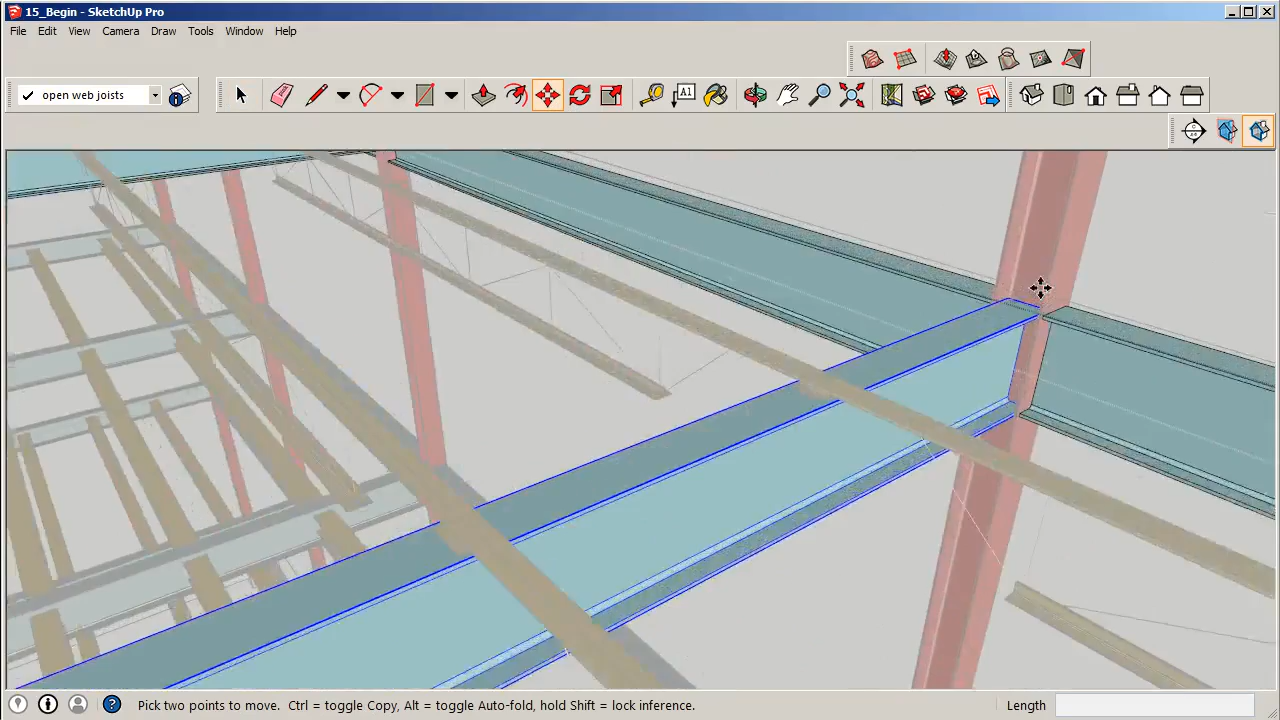 15_Begin - SketchUp Pro
File Edit View Camera Draw Tools Window Help
open web joists
A1
Pick two points to move. Ctrl = toggle Copy, Alt = toggle Auto-fold, hold Shift = lock inference.
Length